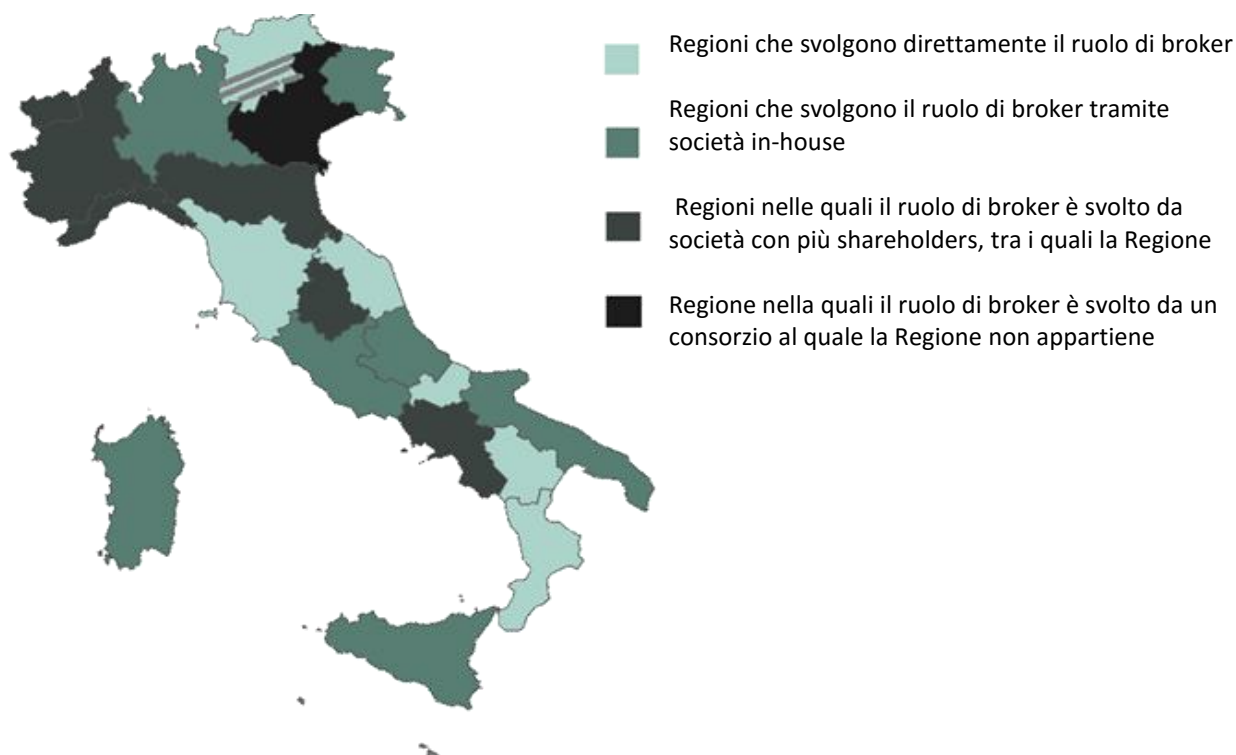 Regioni che svolgono direttamente il ruolo di broker
Regioni che svolgono il ruolo di broker tramite
società in-house
Regioni nelle quali il ruolo di broker è svolto da
società con più shareholders, tra i quali la Regione
Regione nella quali il ruolo di broker è svolto da un
consorzio al quale la Regione non appartiene